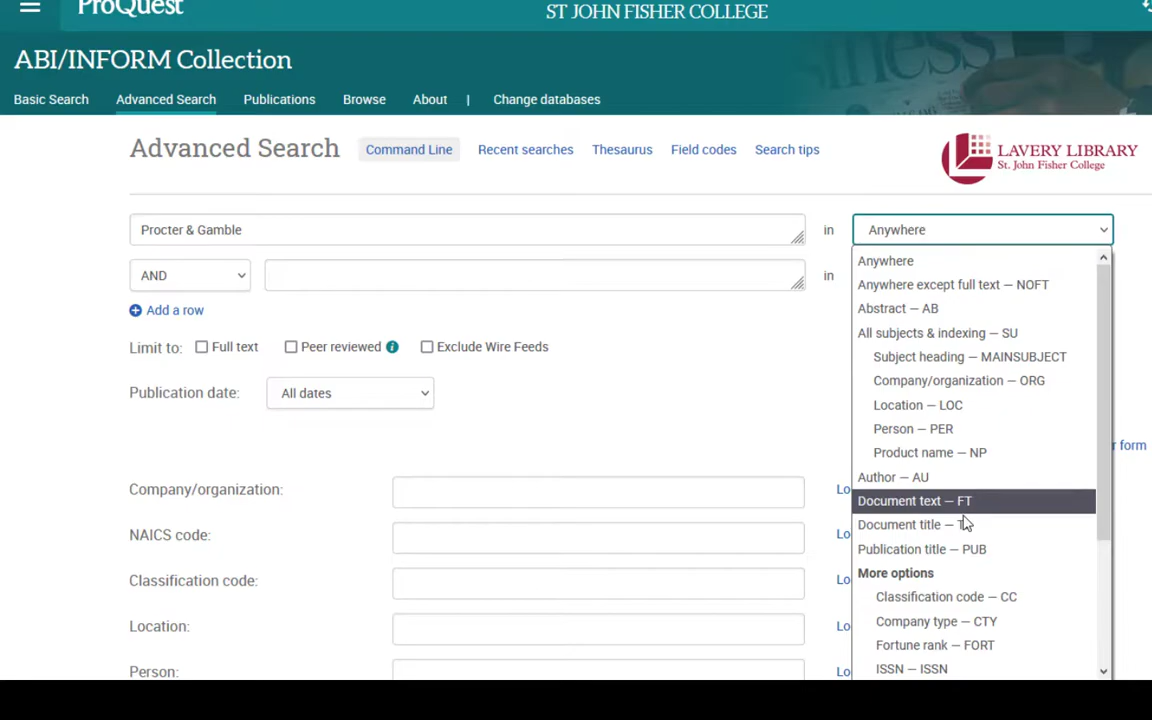 ProQuest
ST JOHN FISHER COLLEGE
ABI/INFORM Collection
Basic Search
Advanced Search
Publications
Browse
About
|
Change databases
Advanced Search
Command Line
Recent searches
Thesaurus
Field codes
Search tips
LAVERY LIBRARY
St. John Fisher College
Procter & Gamble
in
Anywhere
AND
in
Add a row
Limit to:
Full text
Peer reviewed
Exclude Wire Feeds
Publication date:
All dates
Anywhere
Anywhere except full text — NOFT
Abstract — AB
All subjects & indexing — SU
Subject heading — MAINSUBJECT
Company/organization — ORG
Location — LOC
Person — PER
Product name — NP
Author — AU
Document text — FT
Document title —
Publication title — PUB
More options
Classification code — CC
Company type — CTY
Fortune rank — FORT
ISSN — ISSN
form
Company/organization:
Lo
NAICS code:
Lo
Classification code:
Lo
Location:
Lo
Person:
Lo